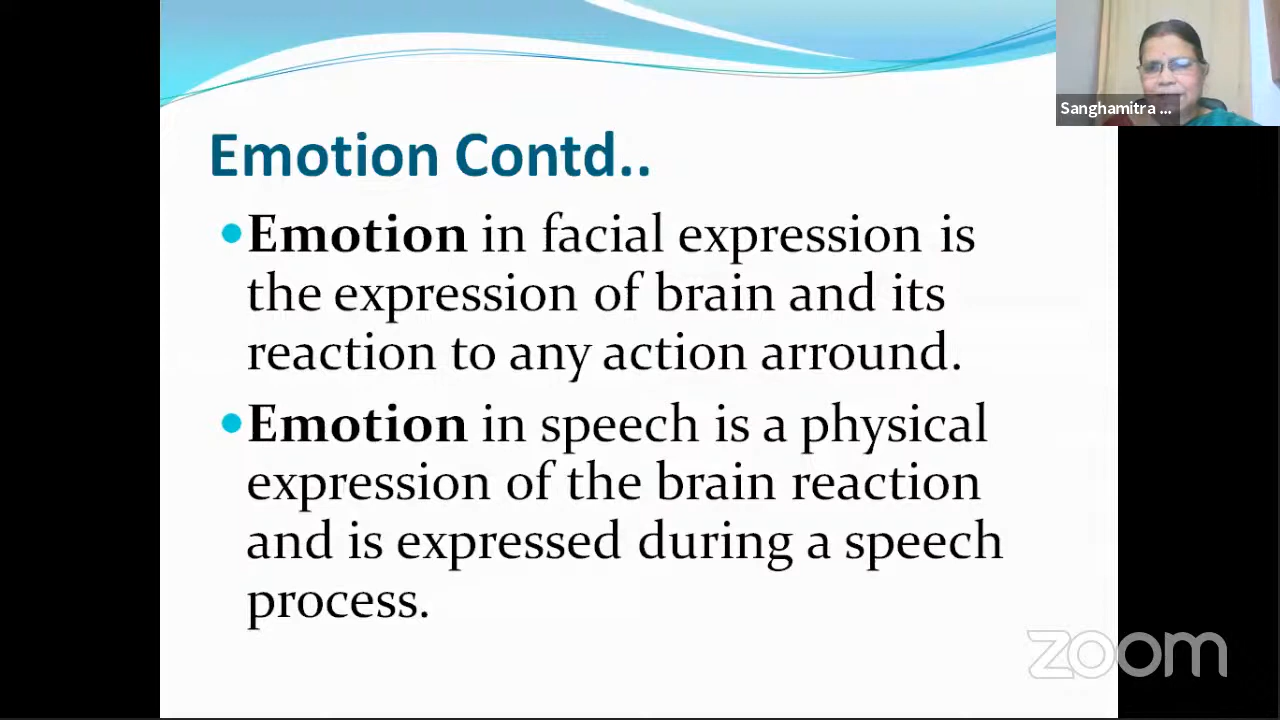 Emotion Contd..
•Emotion in facial expression is
the expression of brain and its
reaction to any action arround.
•Emotion in speech is a physical
expression of the brain reaction
and is expressed during a speech
process.
Sanghamitra ...
zoom